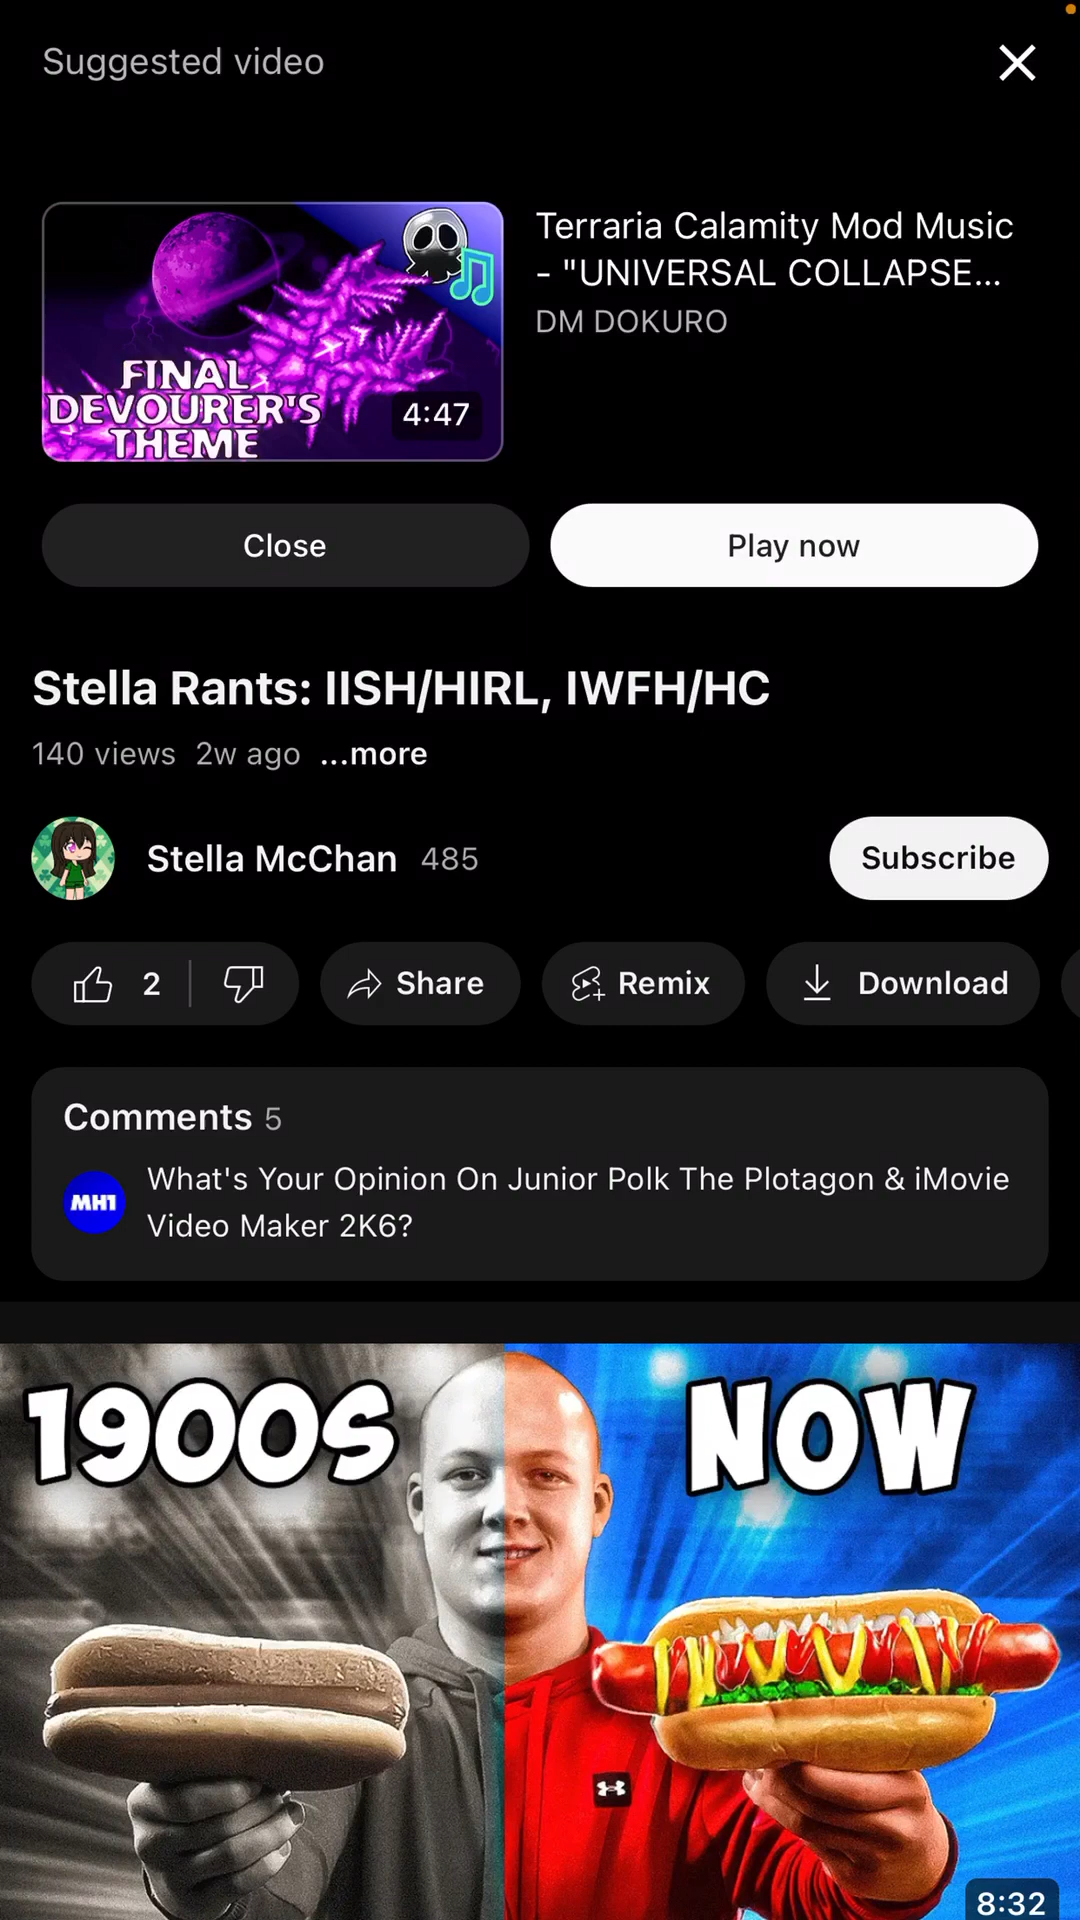 Suggested video
Terraria Calamity Mod Music
- "UNIVERSAL COLLAPSE...
DM DOKURO
FINAL
DEVOURER'S
THEME
4:47
Close
Play now
Stella Rants: IISH/HIRL, IWFH/HC
140 views 2w ago ...more
Stella McChan 485
Subscribe
2
Share
Remix
Download
Comments 5
MH1
What's Your Opinion On Junior Polk The Plotagon & iMovie
Video Maker 2K6?
1900s
NOW
8:32